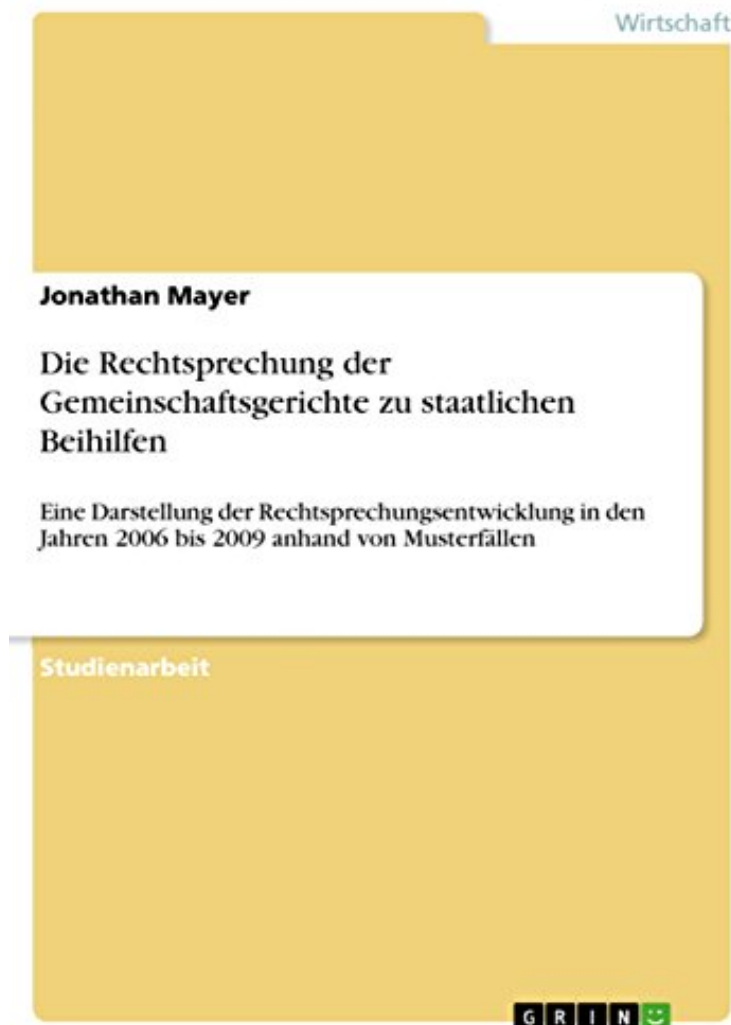 Wirtschaft
Jonathan Mayer
Die Rechtsprechung der
Gemeinschaftsgerichte zu staatlichen
Beihilfen
Eine Darstellung der Rechtsprechungsentwicklung in den
Jahren 2006 bis 2009 anhand von Musterfällen
Studienarbeit
GRIN